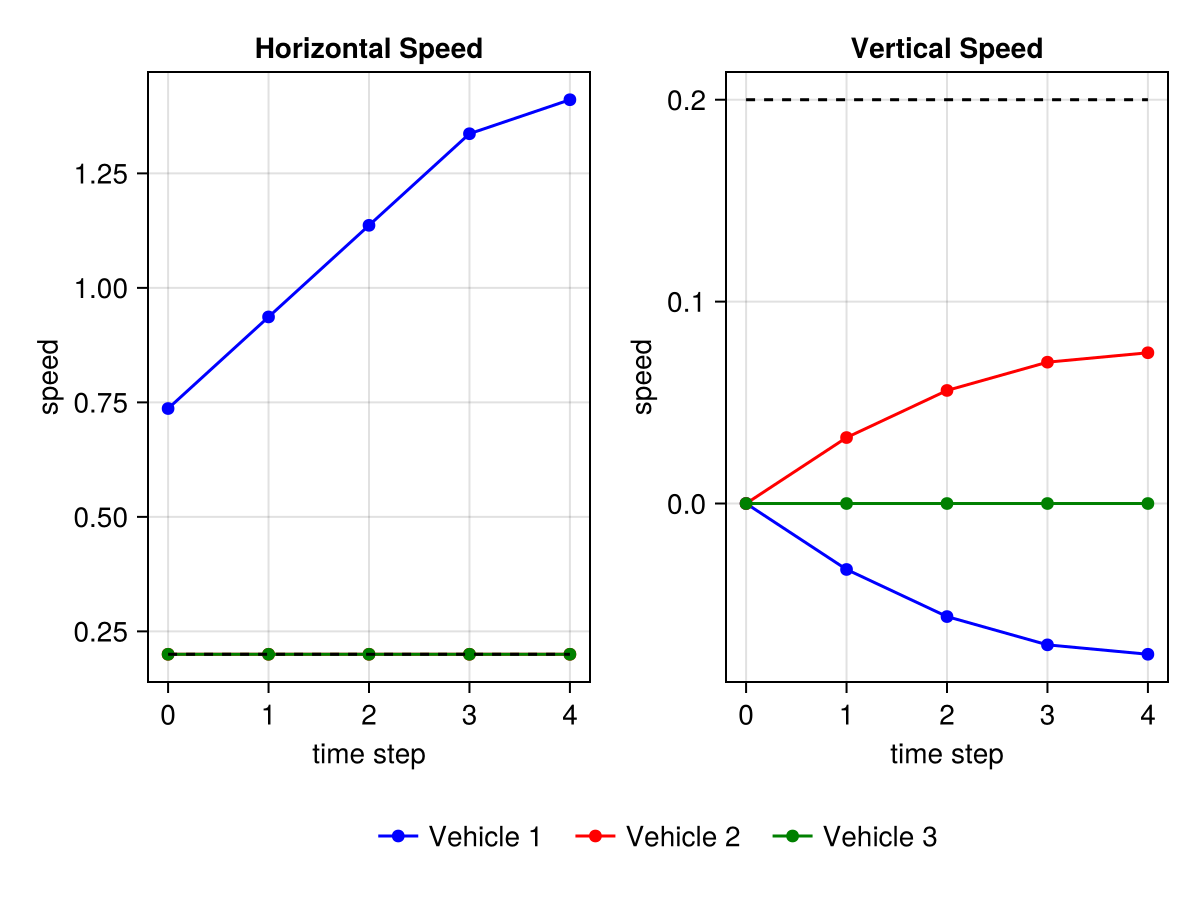 Horizontal Speed
speed
1.25
1.00
0.75
0.50
0.25
0 1 2 3 4
time step
Vertical Speed
speed
0.2
0.1
0.0
0 1 2 3 4
time step
Vehicle 1 Vehicle 2 Vehicle 3